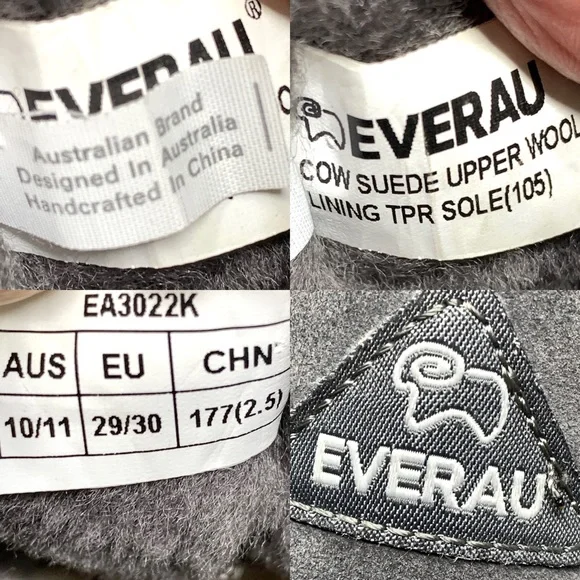 EVERAU®
Australian Brand
Designed In Australia
Handcrafted In China
EVERAU
COW SUEDE UPPER WOOL
LINING TPR SOLE(105)
EA3022K
AUS EU CHN
10/11 29/30 177(2.5)
EVERAU